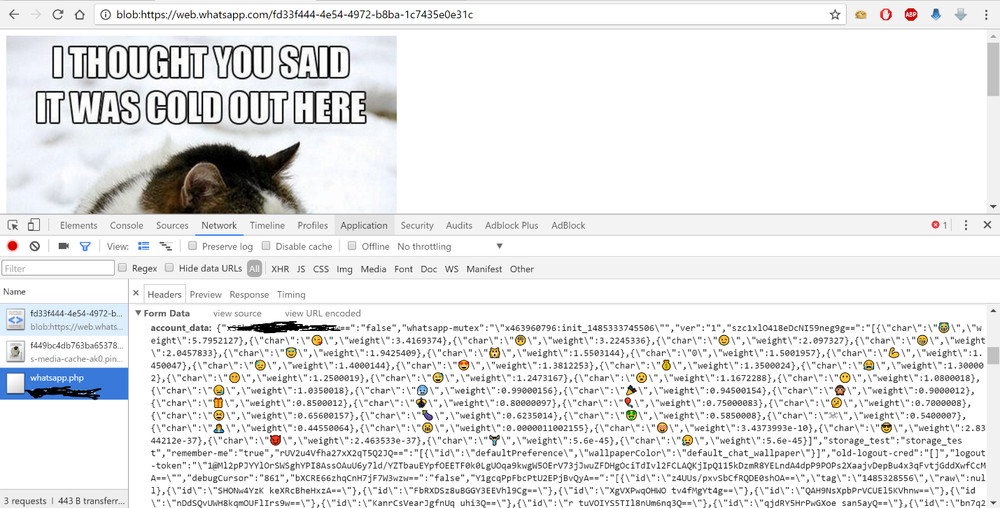 blob:https://web.whatsapp.com/fd33f444-4e54-4972-b8ba-1c7435e0e31c
ABP
I THOUGHT YOU SAID
IT WAS COLD OUT HERE
Elements Console Sources Network Timeline Profiles Application Security Audits Adblock Plus AdBlock 1
View: Preserve log Disable cache Offline No throttling
Filter Regex Hide data URLs All XHR JS CSS Img Media Font Doc WS Manifest Other
Name
Headers Preview Response Timing
fd33f444-4e54-4972-b...
blob:https://web.whats...
f449bc4db763ba65378...
s-media-cache-ak0.pin...
whatsapp.php
3 requests | 443 B transferr...
Form Data view source view URL encoded
account_data: {" w==":"false","whatsapp-mutex":"\"x463960796:init_1485333745506\"","ver":"1","szc1xlO418eDcNI59neg9g==":"[{\"char\":\"😹\",\"w
eight\":5.7952127},{\"char\":\"😘\",\"weight\":3.4169374},{\"char\":\"🤓\",\"weight\":3.2245336},{\"char\":\"😉\",\"weight\":2.097327},{\"char\":\"😁\",\"weight
\":2.0457833},{\"char\":\"😇\",\"weight\":1.9425409},{\"char\":\"\",\"weight\":1.5503144},{\"char\":\"☺\",\"weight\":1.5001957},{\"char\":\"💪\",\"weight\":1.
450047},{\"char\":\"😓\",\"weight\":1.4000144},{\"char\":\"😍\",\"weight\":1.3812253},{\"char\":\"💰\",\"weight\":1.3500024},{\"char\":\"😭\",\"weight\":1.30000
2},{\"char\":\"😊\",\"weight\":1.2500019},{\"char\":\"😅\",\"weight\":1.2473167},{\"char\":\"😮\",\"weight\":1.1672288},{\"char\":\"😶\",\"weight\":1.0800018},
{\"char\":\"😪\",\"weight\":1.0350018},{\"char\":\"😰\",\"weight\":0.99000156},{\"char\":\"🎉\",\"weight\":0.94500154},{\"char\":\"🙊\",\"weight\":0.9000012},
{\"char\":\"🎁\",\"weight\":0.8500012},{\"char\":\"\",\"weight\":0.80000097},{\"char\":\"🎈\",\"weight\":0.75000083},{\"char\":\"🤔\",\"weight\":0.7000008},
{\"char\":\"😆\",\"weight\":0.65600157},{\"char\":\"🍆\",\"weight\":0.6235014},{\"char\":\"🤑\",\"weight\":0.5850008},{\"char\":\"☠\",\"weight\":0.5400007},
{\"char\":\"\",\"weight\":0.44550064},{\"char\":\"😬\",\"weight\":0.0000011002155},{\"char\":\"😜\",\"weight\":3.4373993e-10},{\"char\":\"😎\",\"weight\":2.8
344212e-37},{\"char\":\"😈\",\"weight\":2.463533e-37},{\"char\":\"\",\"weight\":5.6e-45},{\"char\":\"😥\",\"weight\":5.6e-45}]","storage_test":"storage_te
st","remember-me":"true","rUV2u4Vfha27xX2qT5Q2JQ==":"[{\"id\":\"defaultPreference\",\"wallpaperColor\":\"default_chat_wallpaper\"}]","old-logout-cred":"[]","logout
-token":"\"1@Ml2pPJYYlOrSWSghYPI8AssOAuU6y7ld/YZTbauEYpfOEETF0k0LgUOqa9kwgW5OErV73jJwuZFDHgOciTdIvl2FCLAQKjIpQ115kDzmR8YELndA4dpP9POPs2XaajvDepBu4x3qFvtjGddXwfCcM
A==\"","debugCursor":"861","bXCRE66zhqCnH7jF7W3wzw==":"false","Y1gcqPpFbcPtU2EPjBvQyA==":"[{\"id\":\"z4UUs/pxvSbCfRQDE0shOA==\",\"tag\":\"1485328556\",\"raw\":nul
l},{\"id\":\"SHONw4YzK keXRcBheHxzA==\"},{\"id\":\"FbRXDSz8uBGGY3EEVhl9Cg==\"},{\"id\":\"XgVXPwqOHWO tv4fMgYt4g==\"},{\"id\":\"QAH9NsXpbPrVCUEl5KVhnw==\"},{\"id
\":\"nDdSQvUWH8kqmOUFlIrs9w==\"},{\"id\":\"KanrCsVearJgfnUq uhi3Q==\"},{\"id\":\"r tuVOIYS5TIl8nUm6nq3Q==\"},{\"id\":\"qjdRY5HrPwGXoe san5ayQ==\"},{\"id\":